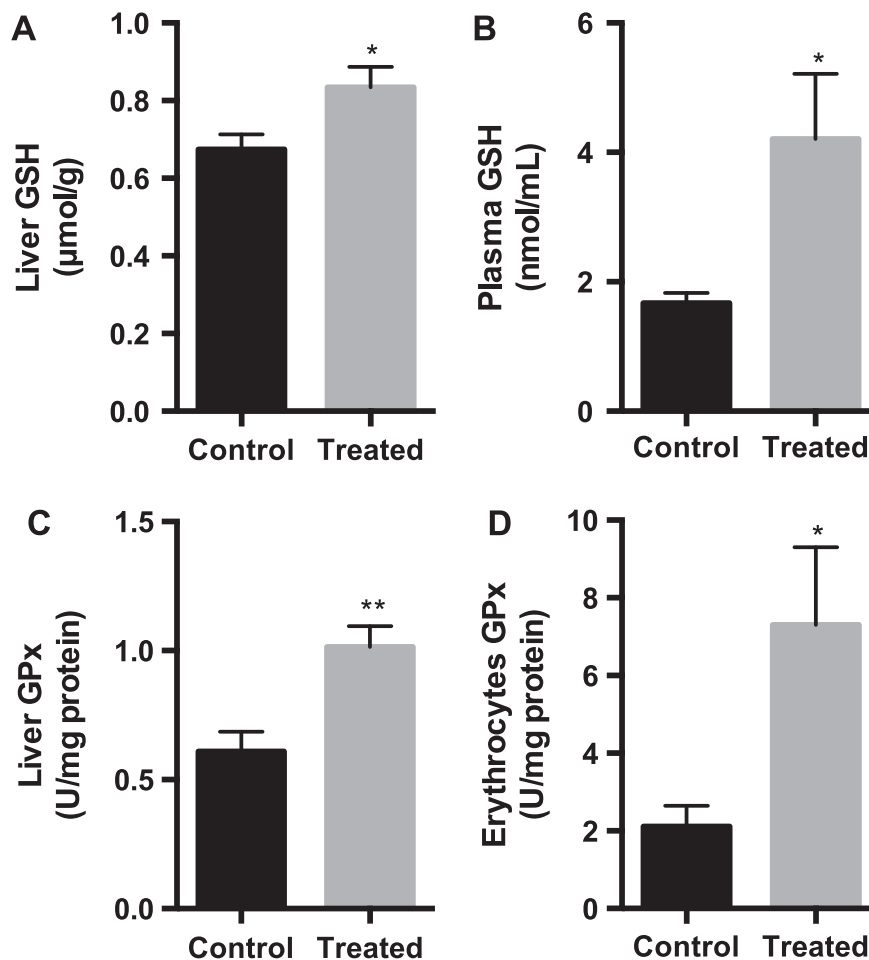 A
Liver GSH
(µmol/g)
1.0
0.8
0.6
0.4
0.2
0.0
*
Control Treated
B
Plasma GSH
(nmol/mL)
6
4
2
0
*
Control Treated
C
Liver GPx
(U/mg protein)
1.5
1.0
0.5
0.0
**
Control Treated
D
Erythrocytes GPx
(U/mg protein)
10
8
6
4
2
0
*
Control Treated